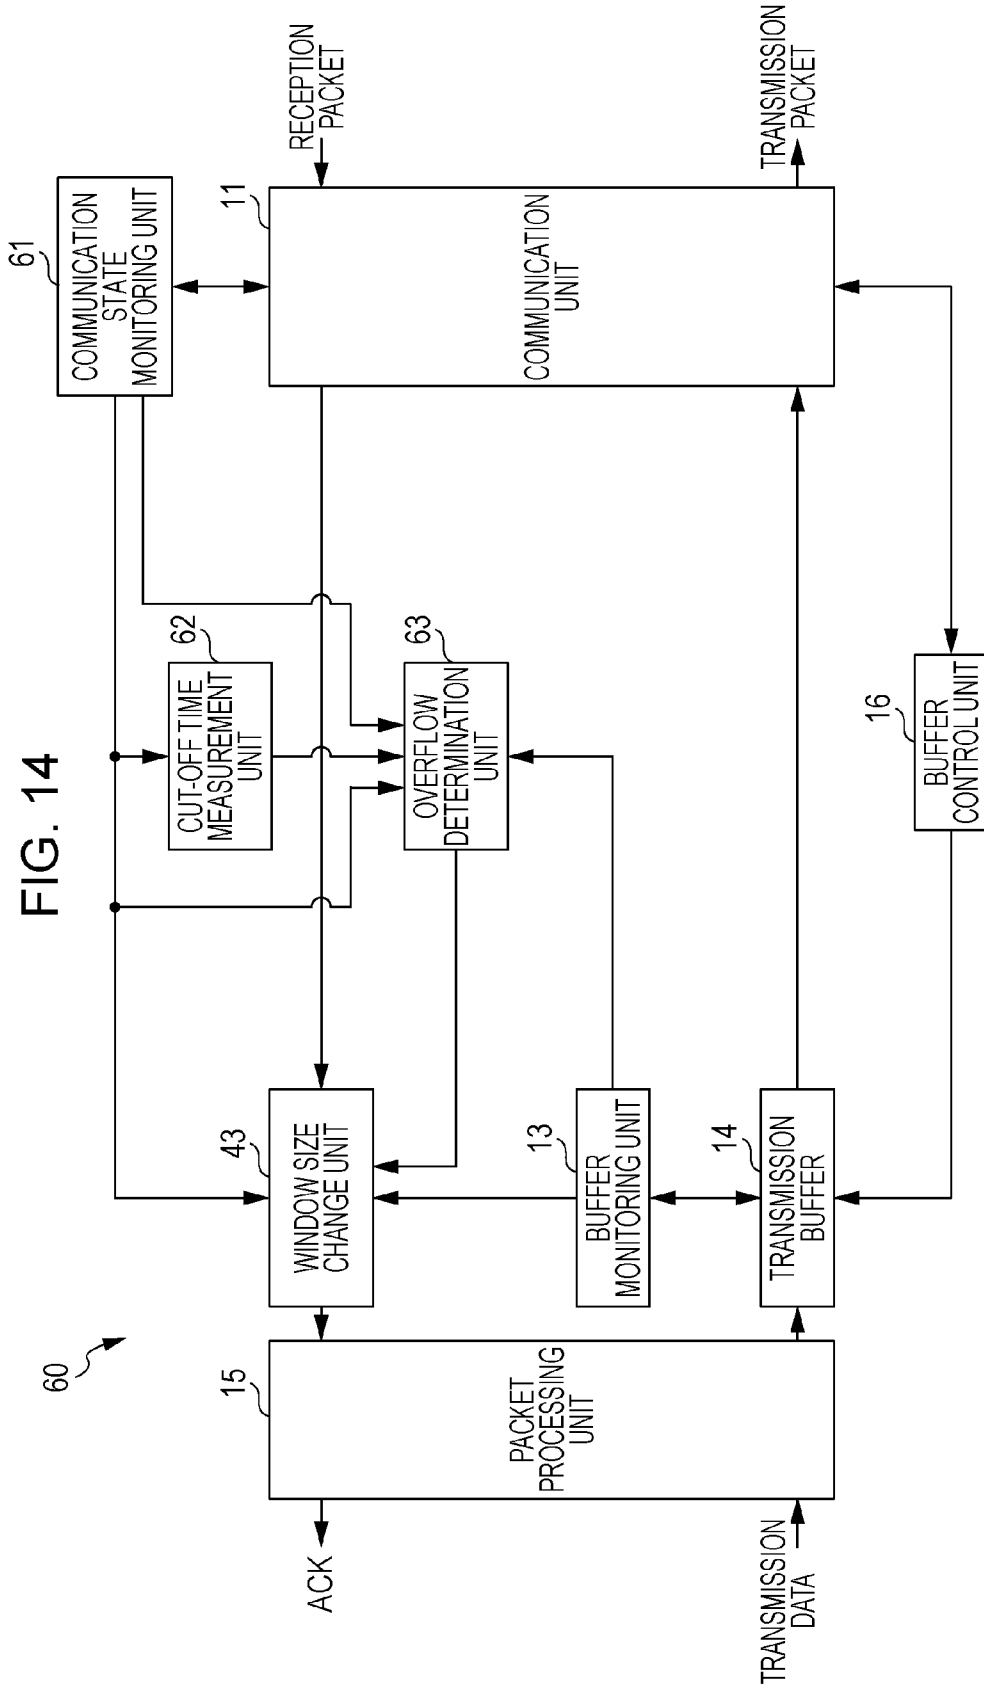 FIG. 14
60
61
COMMUNICATION
STATE
MONITORING UNIT
62
CUT-OFF TIME
MEASUREMENT
UNIT
RECEPTION
PACKET
ACK
15
PACKET
PROCESSING
UNIT
43
WINDOW SIZE
CHANGE UNIT
63
OVERFLOW
DETERMINATION
UNIT
11
COMMUNICATION
UNIT
13
BUFFER
MONITORING UNIT
TRANSMISSION
DATA
14
TRANSMISSION
BUFFER
TRANSMISSION
PACKET
16
BUFFER
CONTROL UNIT